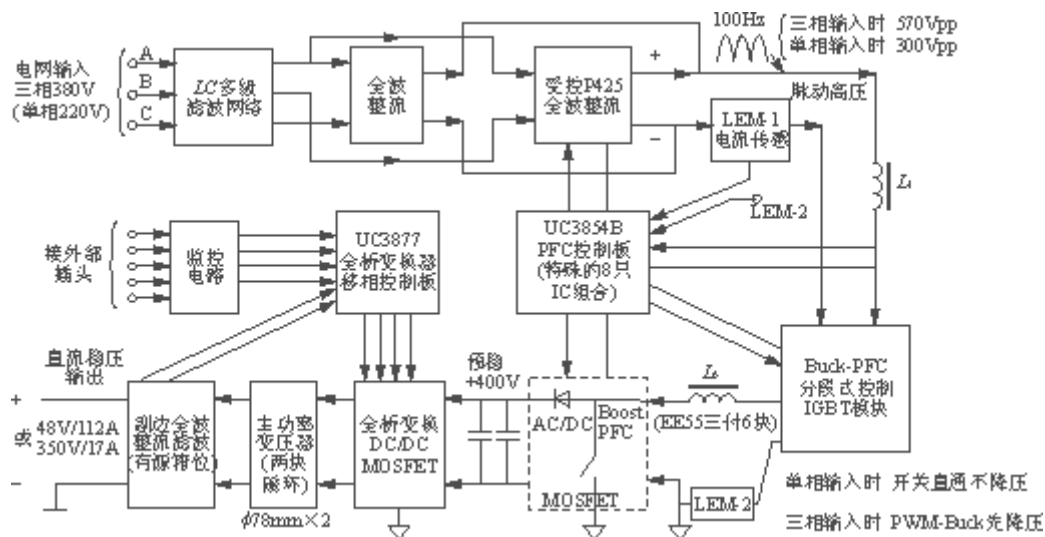 电网输入
三相380V
(单相220V)
A
B
C
LC多级
滤波网络
全波
整流
受控P425
全波整流
+
−
100Hz
三相输入时 570Vpp
单相输入时 300Vpp
脉动高压
LEM-1
电流传感
LEM-2
接外部
插头
监控
电路
UC3877
全桥变换器
移相控制板
UC3854B
PFC控制板
(特殊的8只
IC组合)
Buck-PFC
分段式控制
IGBT模块
直流稳压
输出
+
48V/112A
或
350V/17A
−
测边全波
整流滤波
(有源箝位)
主功率
变压器
(两块
磁环)
ϕ78mm×2
全桥变换
DC/DC
MOSFET
预稳
+400V
AC/DC
Boost
PFC
MOSFET
(EE55三付6块)
LEM-2
单相输入时 开关直通不降压
三相输入时 PWM-Buck先降压